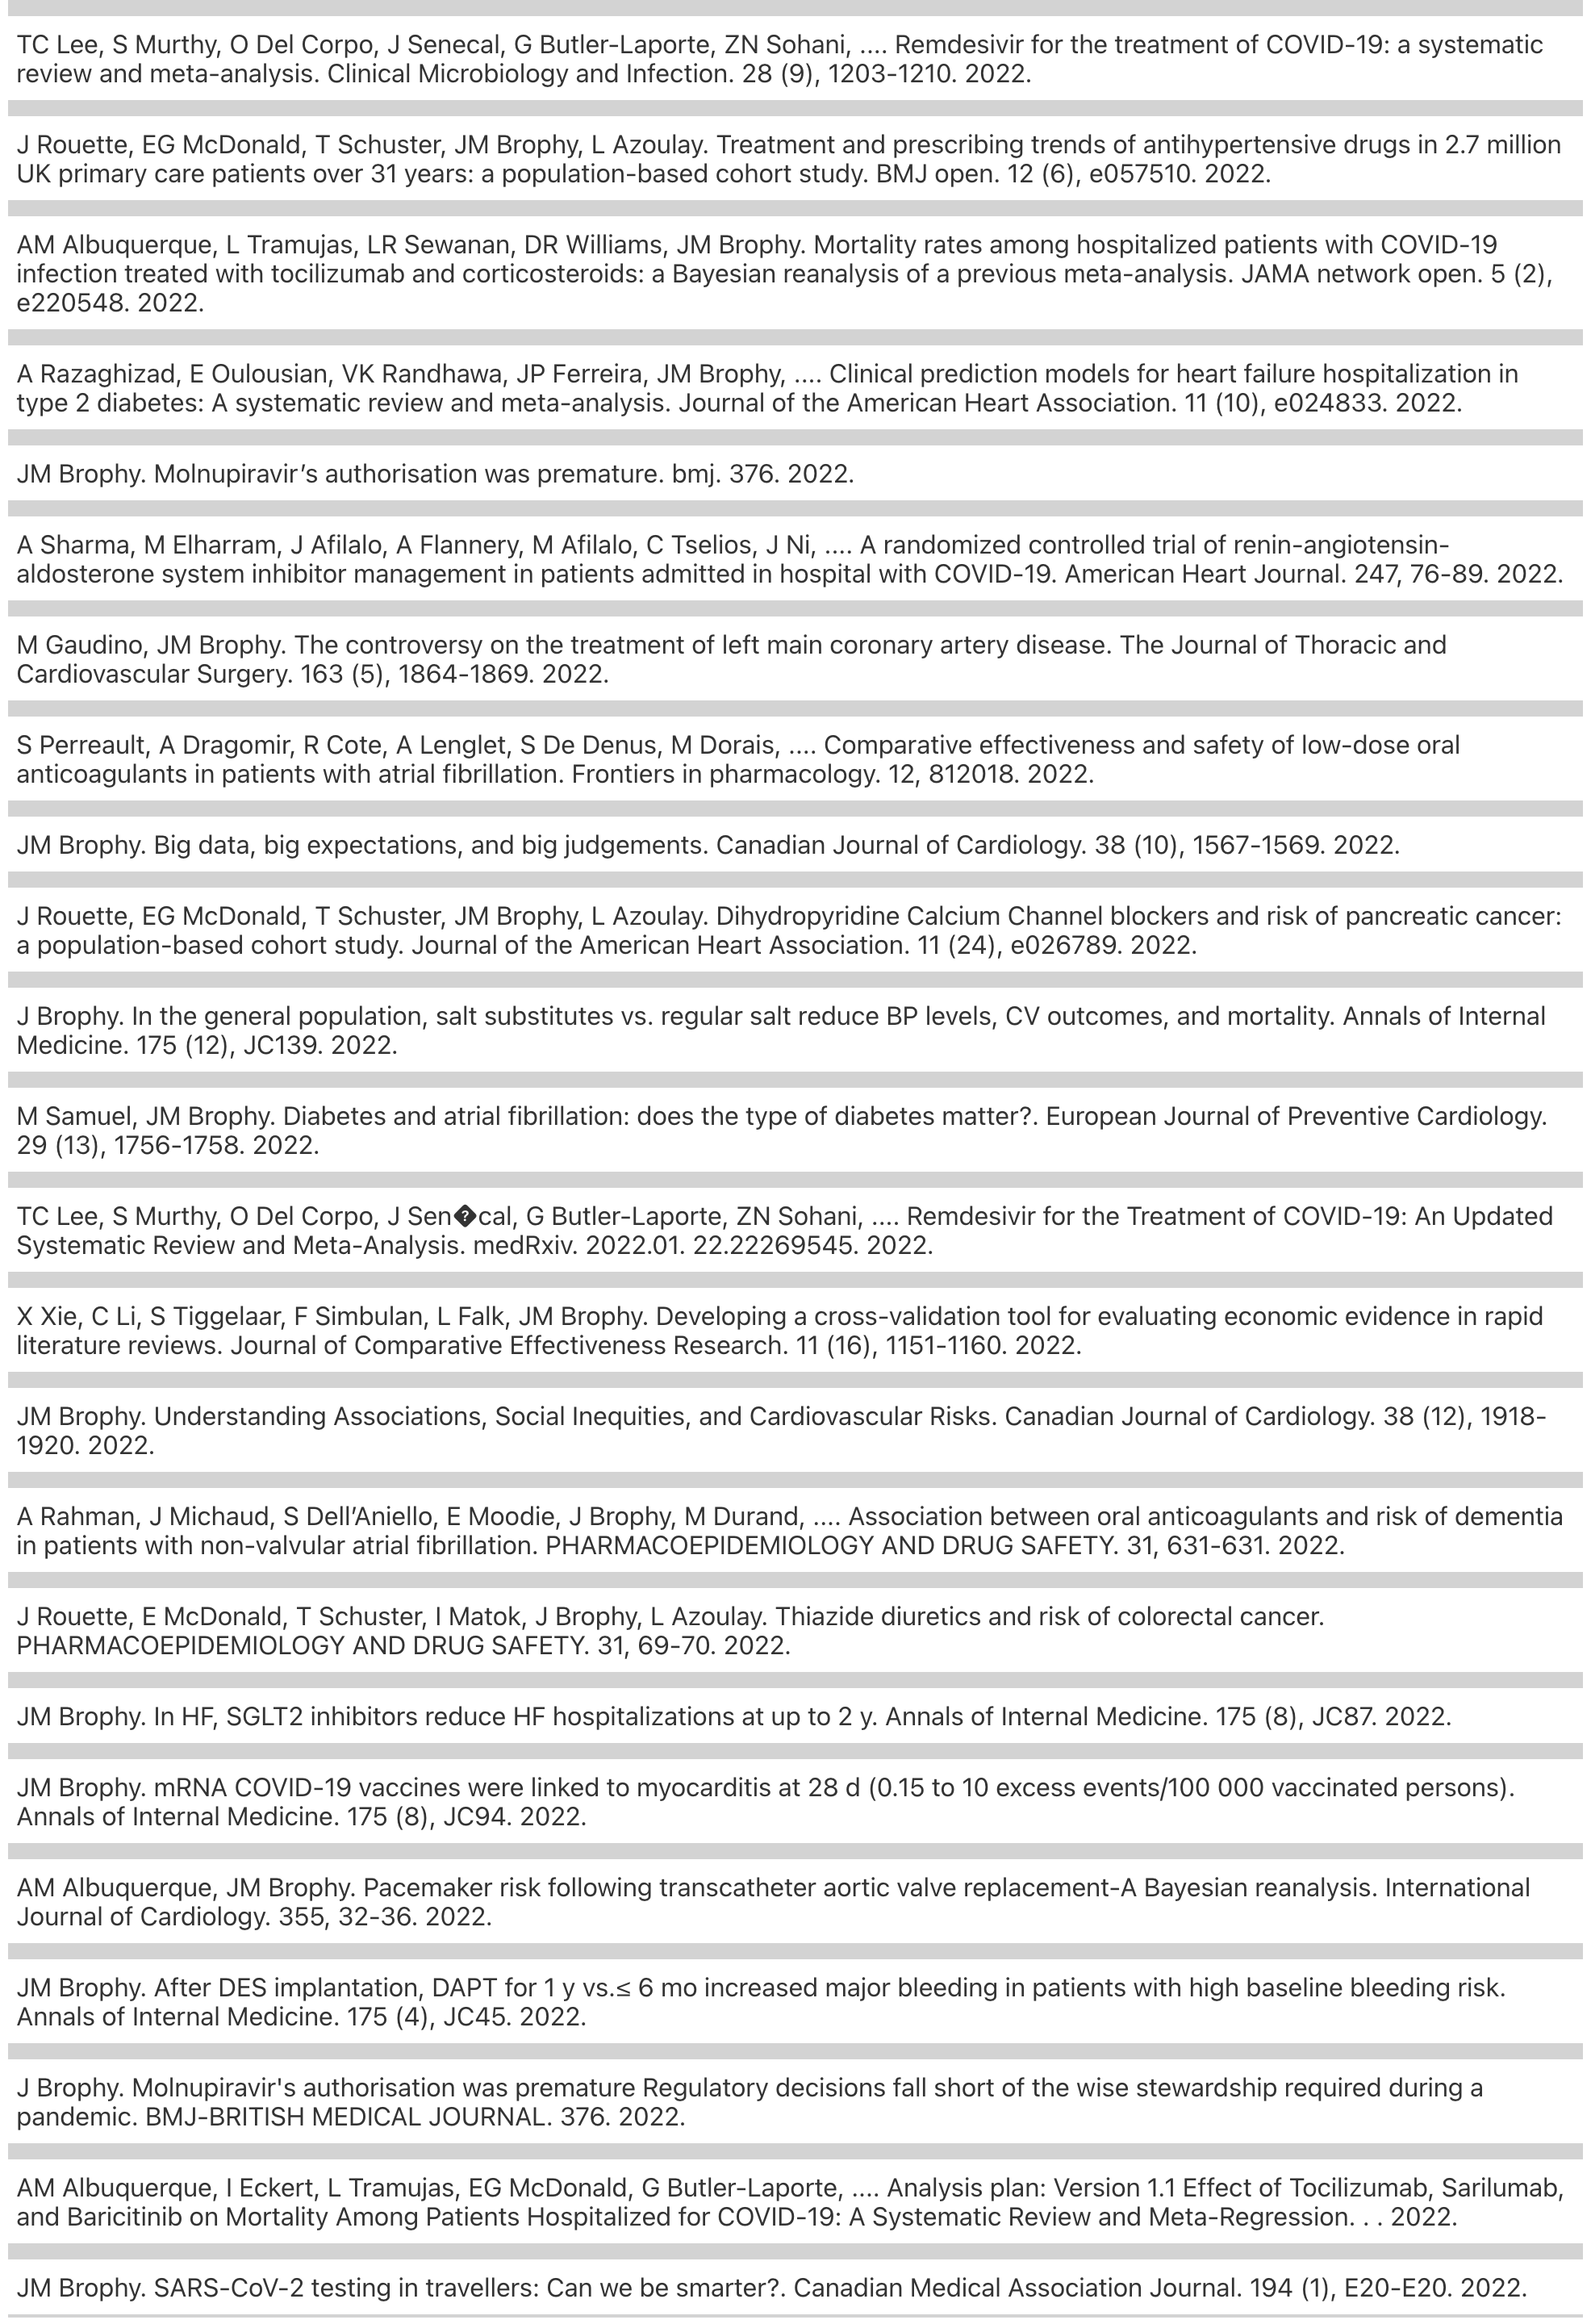 TC Lee, S Murthy, O Del Corpo, J Senecal, G Butler-Laporte, ZN Sohani, .... Remdesivir for the treatment of COVID-19: a systematic
review and meta-analysis. Clinical Microbiology and Infection. 28 (9), 1203-1210. 2022.
J Rouette, EG McDonald, T Schuster, JM Brophy, L Azoulay. Treatment and prescribing trends of antihypertensive drugs in 2.7 million
UK primary care patients over 31 years: a population-based cohort study. BMJ open. 12 (6), e057510. 2022.
AM Albuquerque, L Tramujas, LR Sewanan, DR Williams, JM Brophy. Mortality rates among hospitalized patients with COVID-19
infection treated with tocilizumab and corticosteroids: a Bayesian reanalysis of a previous meta-analysis. JAMA network open. 5 (2),
e220548. 2022.
A Razaghizad, E Oulousian, VK Randhawa, JP Ferreira, JM Brophy, .... Clinical prediction models for heart failure hospitalization in
type 2 diabetes: A systematic review and meta-analysis. Journal of the American Heart Association. 11 (10), e024833. 2022.
JM Brophy. Molnupiravir’s authorisation was premature. bmj. 376. 2022.
A Sharma, M Elharram, J Afilalo, A Flannery, M Afilalo, C Tselios, J Ni, .... A randomized controlled trial of renin-angiotensin-
aldosterone system inhibitor management in patients admitted in hospital with COVID-19. American Heart Journal. 247, 76-89. 2022.
M Gaudino, JM Brophy. The controversy on the treatment of left main coronary artery disease. The Journal of Thoracic and
Cardiovascular Surgery. 163 (5), 1864-1869. 2022.
S Perreault, A Dragomir, R Cote, A Lenglet, S De Denus, M Dorais, .... Comparative effectiveness and safety of low-dose oral
anticoagulants in patients with atrial fibrillation. Frontiers in pharmacology. 12, 812018. 2022.
JM Brophy. Big data, big expectations, and big judgements. Canadian Journal of Cardiology. 38 (10), 1567-1569. 2022.
J Rouette, EG McDonald, T Schuster, JM Brophy, L Azoulay. Dihydropyridine Calcium Channel blockers and risk of pancreatic cancer:
a population-based cohort study. Journal of the American Heart Association. 11 (24), e026789. 2022.
J Brophy. In the general population, salt substitutes vs. regular salt reduce BP levels, CV outcomes, and mortality. Annals of Internal
Medicine. 175 (12), JC139. 2022.
M Samuel, JM Brophy. Diabetes and atrial fibrillation: does the type of diabetes matter?. European Journal of Preventive Cardiology.
29 (13), 1756-1758. 2022.
TC Lee, S Murthy, O Del Corpo, J Sen�cal, G Butler-Laporte, ZN Sohani, .... Remdesivir for the Treatment of COVID-19: An Updated
Systematic Review and Meta-Analysis. medRxiv. 2022.01. 22.22269545. 2022.
X Xie, C Li, S Tiggelaar, F Simbulan, L Falk, JM Brophy. Developing a cross-validation tool for evaluating economic evidence in rapid
literature reviews. Journal of Comparative Effectiveness Research. 11 (16), 1151-1160. 2022.
JM Brophy. Understanding Associations, Social Inequities, and Cardiovascular Risks. Canadian Journal of Cardiology. 38 (12), 1918-
1920. 2022.
A Rahman, J Michaud, S Dell’Aniello, E Moodie, J Brophy, M Durand, .... Association between oral anticoagulants and risk of dementia
in patients with non-valvular atrial fibrillation. PHARMACOEPIDEMIOLOGY AND DRUG SAFETY. 31, 631-631. 2022.
J Rouette, E McDonald, T Schuster, I Matok, J Brophy, L Azoulay. Thiazide diuretics and risk of colorectal cancer.
PHARMACOEPIDEMIOLOGY AND DRUG SAFETY. 31, 69-70. 2022.
JM Brophy. In HF, SGLT2 inhibitors reduce HF hospitalizations at up to 2 y. Annals of Internal Medicine. 175 (8), JC87. 2022.
JM Brophy. mRNA COVID-19 vaccines were linked to myocarditis at 28 d (0.15 to 10 excess events/100 000 vaccinated persons).
Annals of Internal Medicine. 175 (8), JC94. 2022.
AM Albuquerque, JM Brophy. Pacemaker risk following transcatheter aortic valve replacement-A Bayesian reanalysis. International
Journal of Cardiology. 355, 32-36. 2022.
JM Brophy. After DES implantation, DAPT for 1 y vs.≤ 6 mo increased major bleeding in patients with high baseline bleeding risk.
Annals of Internal Medicine. 175 (4), JC45. 2022.
J Brophy. Molnupiravir's authorisation was premature Regulatory decisions fall short of the wise stewardship required during a
pandemic. BMJ-BRITISH MEDICAL JOURNAL. 376. 2022.
AM Albuquerque, I Eckert, L Tramujas, EG McDonald, G Butler-Laporte, .... Analysis plan: Version 1.1 Effect of Tocilizumab, Sarilumab,
and Baricitinib on Mortality Among Patients Hospitalized for COVID-19: A Systematic Review and Meta-Regression. . . 2022.
JM Brophy. SARS-CoV-2 testing in travellers: Can we be smarter?. Canadian Medical Association Journal. 194 (1), E20-E20. 2022.